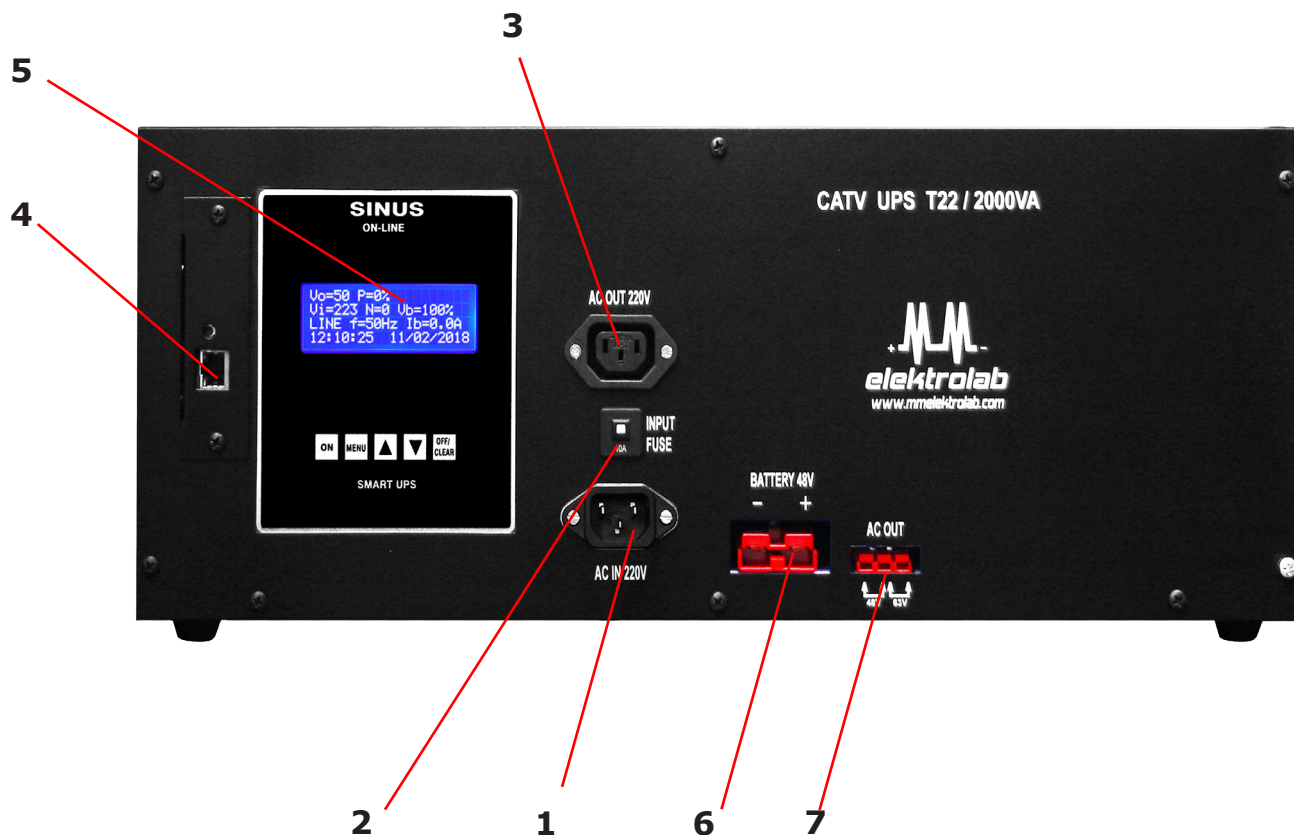 3
5
4
SINUS
ON-LINE
Vo=50 P=0%
Vi=223 N=0 Vb=100%
LINE f=50Hz Ib=0.0A
12:10:25 11/02/2018
ON MENU OFF/
CLEAR
SMART UPS
AC OUT 220V
INPUT
FUSE
AC IN 220V
CATV UPS T22 / 2000VA
+ MM -
elektrolab
www.mmelektrolab.com
BATTERY 48V
- +
AC OUT
48V 63V
2 1 6 7